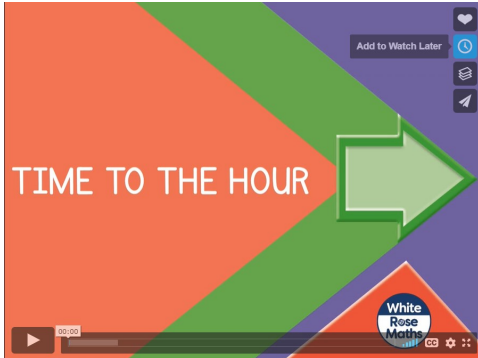 Add to Watch Later
TIME TO THE HOUR
White
Rose
Maths
00:00
CC